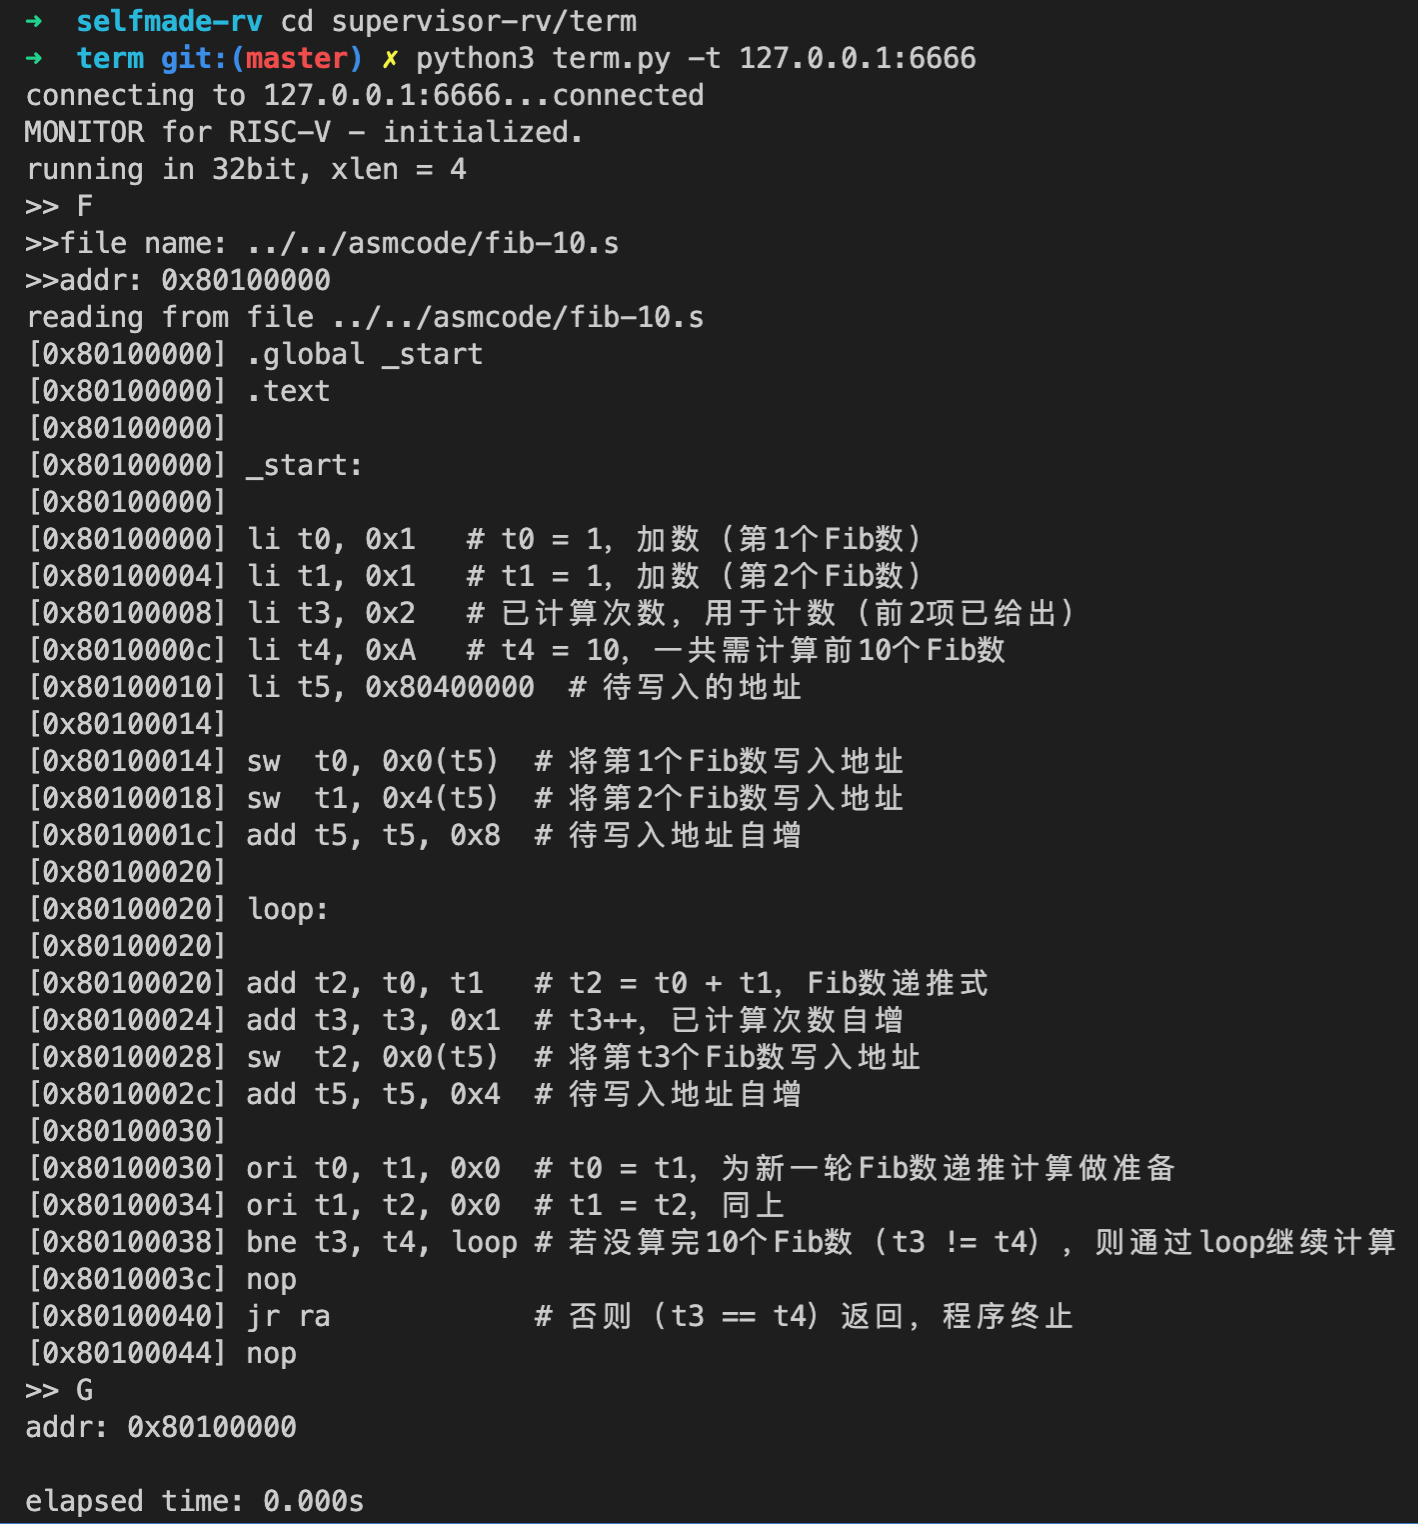 ➜  selfmade-rv cd supervisor-rv/term
➜  term git:(master) ✗ python3 term.py -t 127.0.0.1:6666
connecting to 127.0.0.1:6666...connected
MONITOR for RISC-V - initialized.
running in 32bit, xlen = 4
>> F
>>file name: ../../asmcode/fib-10.s
>>addr: 0x80100000
reading from file ../../asmcode/fib-10.s
[0x80100000] .global _start
[0x80100000] .text
[0x80100000]
[0x80100000] _start:
[0x80100000]
[0x80100000] li t0, 0x1   # t0 = 1, 加数（第1个Fib数）
[0x80100004] li t1, 0x1   # t1 = 1, 加数（第2个Fib数）
[0x80100008] li t3, 0x2   # 已计算次数, 用于计数（前2项已给出）
[0x8010000c] li t4, 0xA   # t4 = 10, 一共需计算前10个Fib数
[0x80100010] li t5, 0x80400000  # 待写入的地址
[0x80100014]
[0x80100014] sw  t0, 0x0(t5)  # 将第1个Fib数写入地址
[0x80100018] sw  t1, 0x4(t5)  # 将第2个Fib数写入地址
[0x8010001c] add t5, t5, 0x8  # 待写入地址自增
[0x80100020]
[0x80100020] loop:
[0x80100020]
[0x80100020] add t2, t0, t1   # t2 = t0 + t1, Fib数递推式
[0x80100024] add t3, t3, 0x1  # t3++, 已计算次数自增
[0x80100028] sw  t2, 0x0(t5)  # 将第t3个Fib数写入地址
[0x8010002c] add t5, t5, 0x4  # 待写入地址自增
[0x80100030]
[0x80100030] ori t0, t1, 0x0  # t0 = t1, 为新一轮Fib数递推计算做准备
[0x80100034] ori t1, t2, 0x0  # t1 = t2, 同上
[0x80100038] bne t3, t4, loop # 若没算完10个Fib数（t3 != t4）, 则通过loop继续计算
[0x8010003c] nop
[0x80100040] jr ra            # 否则（t3 == t4）返回, 程序终止
[0x80100044] nop
>> G
addr: 0x80100000
elapsed time: 0.000s